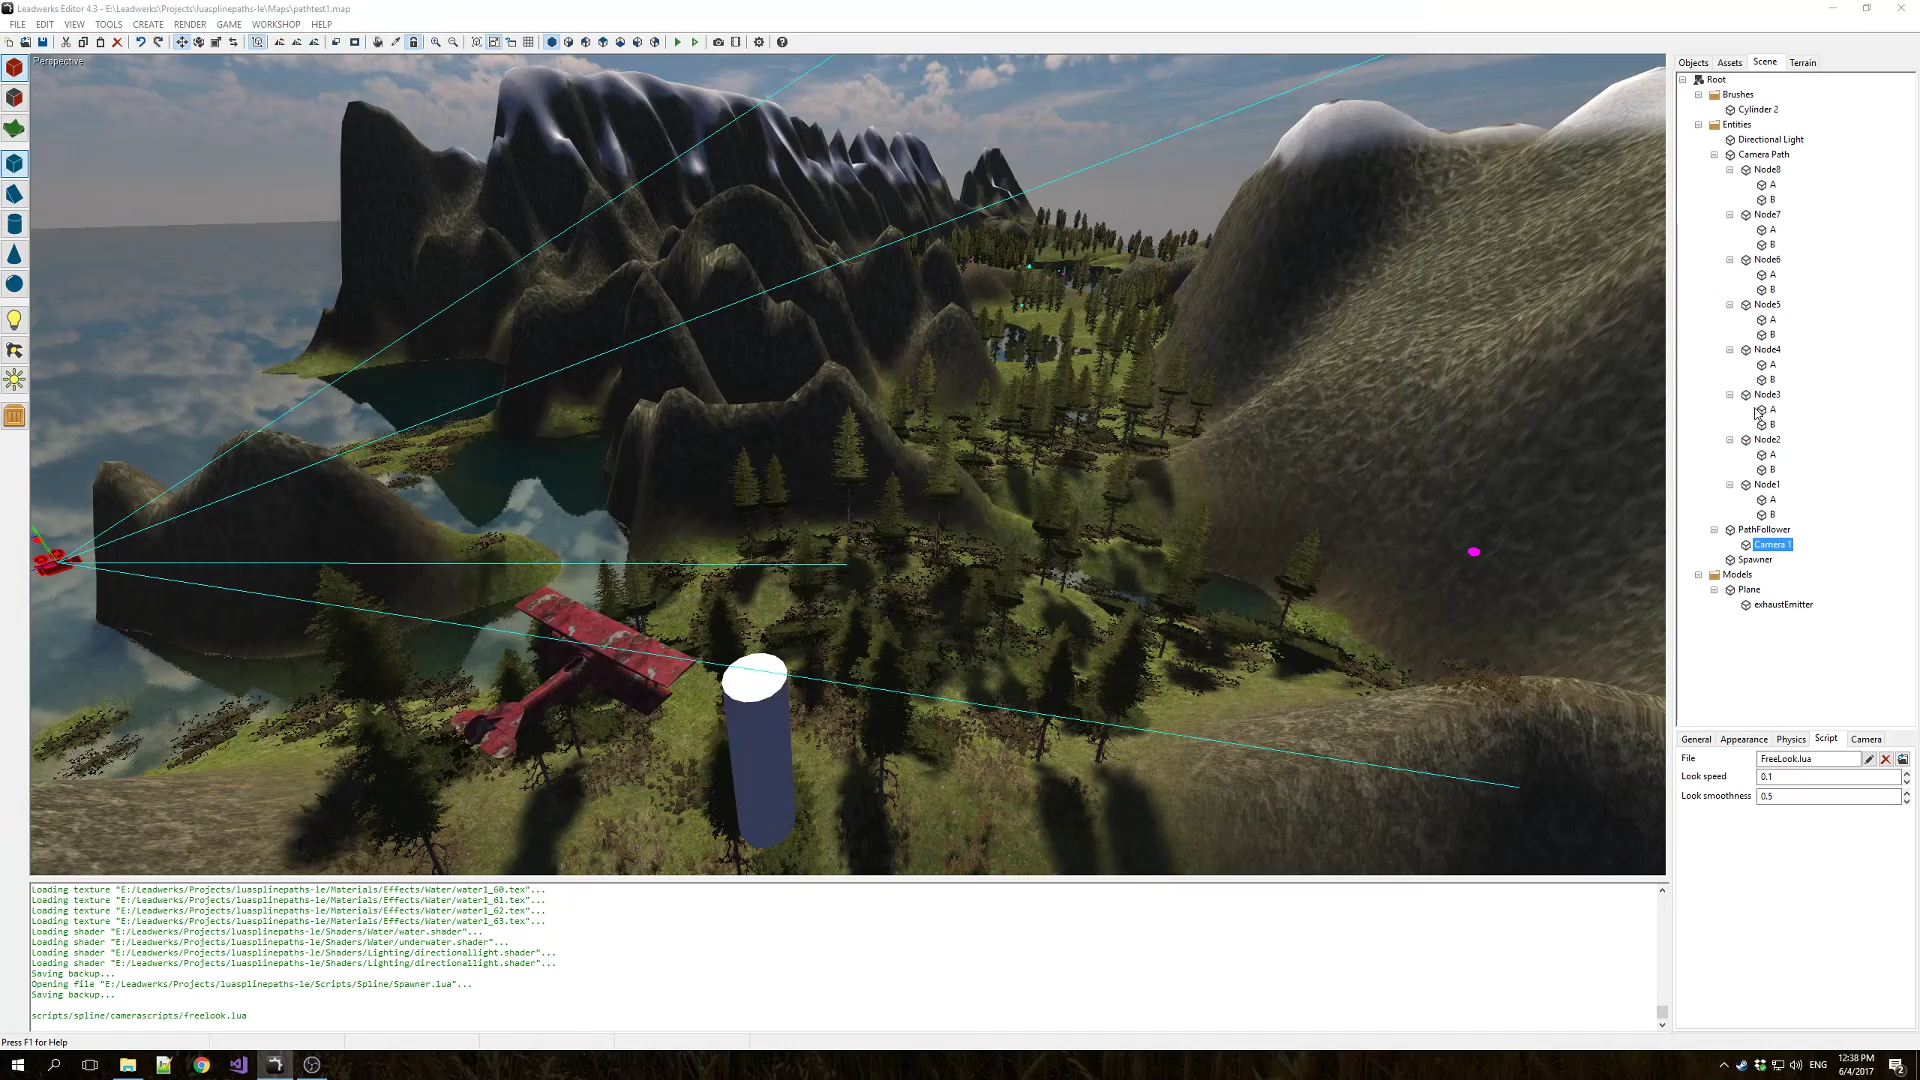 Leadwerks Editor 4.3 - E:\Leadwerks\Projects\luasplinepaths-le\Maps\pathtest1.map
FILE EDIT VIEW TOOLS CREATE RENDER GAME WORKSHOP HELP
Perspective
Objects Assets Scene Terrain
Root
Brushes
Cylinder 2
Entities
Directional Light
Camera Path
Node8
A
B
Node7
A
B
Node6
A
B
Node5
A
B
Node4
A
B
Node3
A
B
Node2
A
B
Node1
A
B
PathFollower
Camera 1
Spawner
Models
Plane
exhaustEmitter
General Appearance Physics Script Camera
File FreeLook.lua
Look speed 0.1
Look smoothness 0.5
Loading texture "E:/Leadwerks/Projects/luasplinepaths-le/Materials/Effects/Water/water1_60.tex"...
Loading texture "E:/Leadwerks/Projects/luasplinepaths-le/Materials/Effects/Water/water1_61.tex"...
Loading texture "E:/Leadwerks/Projects/luasplinepaths-le/Materials/Effects/Water/water1_62.tex"...
Loading texture "E:/Leadwerks/Projects/luasplinepaths-le/Materials/Effects/Water/water1_63.tex"...
Loading shader "E:/Leadwerks/Projects/luasplinepaths-le/Shaders/Water/water.shader"...
Loading shader "E:/Leadwerks/Projects/luasplinepaths-le/Shaders/Water/underwater.shader"...
Loading shader "E:/Leadwerks/Projects/luasplinepaths-le/Shaders/Lighting/directionallight.shader"...
Loading shader "E:/Leadwerks/Projects/luasplinepaths-le/Shaders/Lighting/directionallight.shader"...
Saving backup...
Opening file "E:/Leadwerks/Projects/luasplinepaths-le/Scripts/Spline/Spawner.lua"...
Saving backup...
scripts/spline/camerascripts/freelook.lua
Press F1 for Help
ENG
12:38 PM
6/4/2017
2